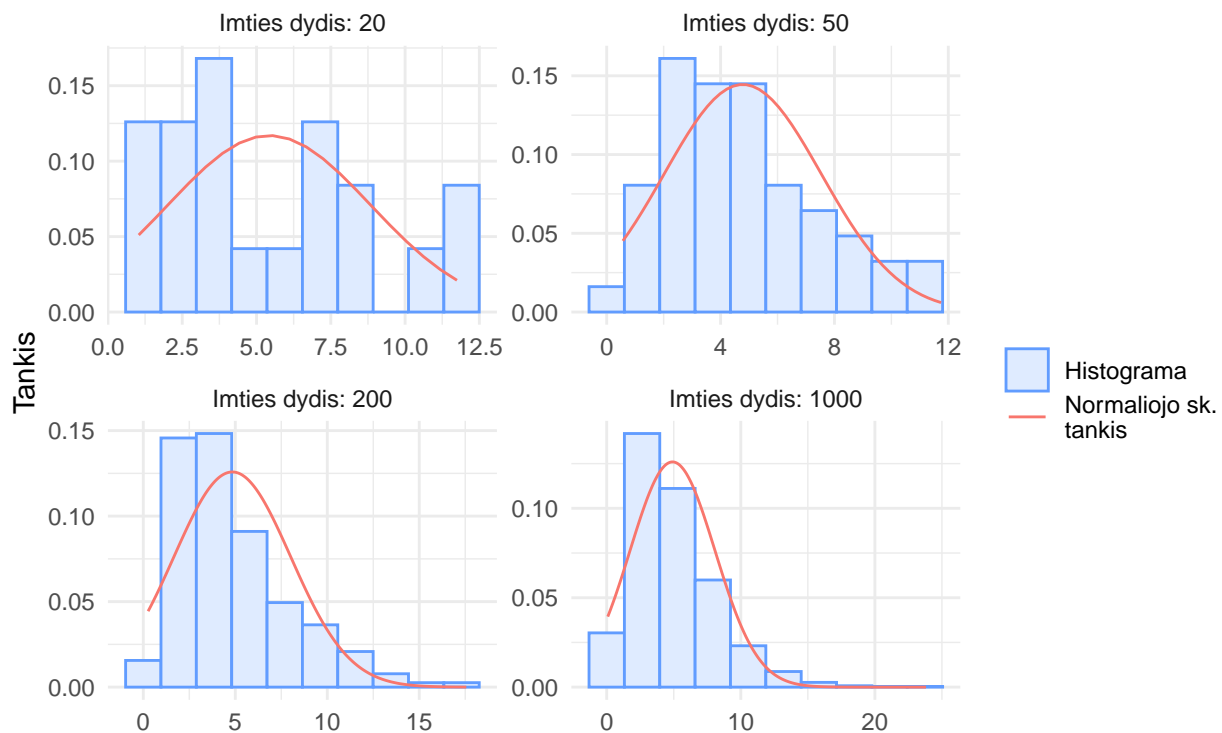 Imties dydis: 20
Imties dydis: 50
0.15
0.10
0.05
0.00
0.0 2.5 5.0 7.5 10.0 12.5
0.15
0.10
0.05
0.00
0 4 8 12
Tankis
Imties dydis: 200
Imties dydis: 1000
0.15
0.10
0.05
0.00
0 5 10 15
0.10
0.05
0.00
0 10 20
Histograma
Normaliojo sk.
tankis